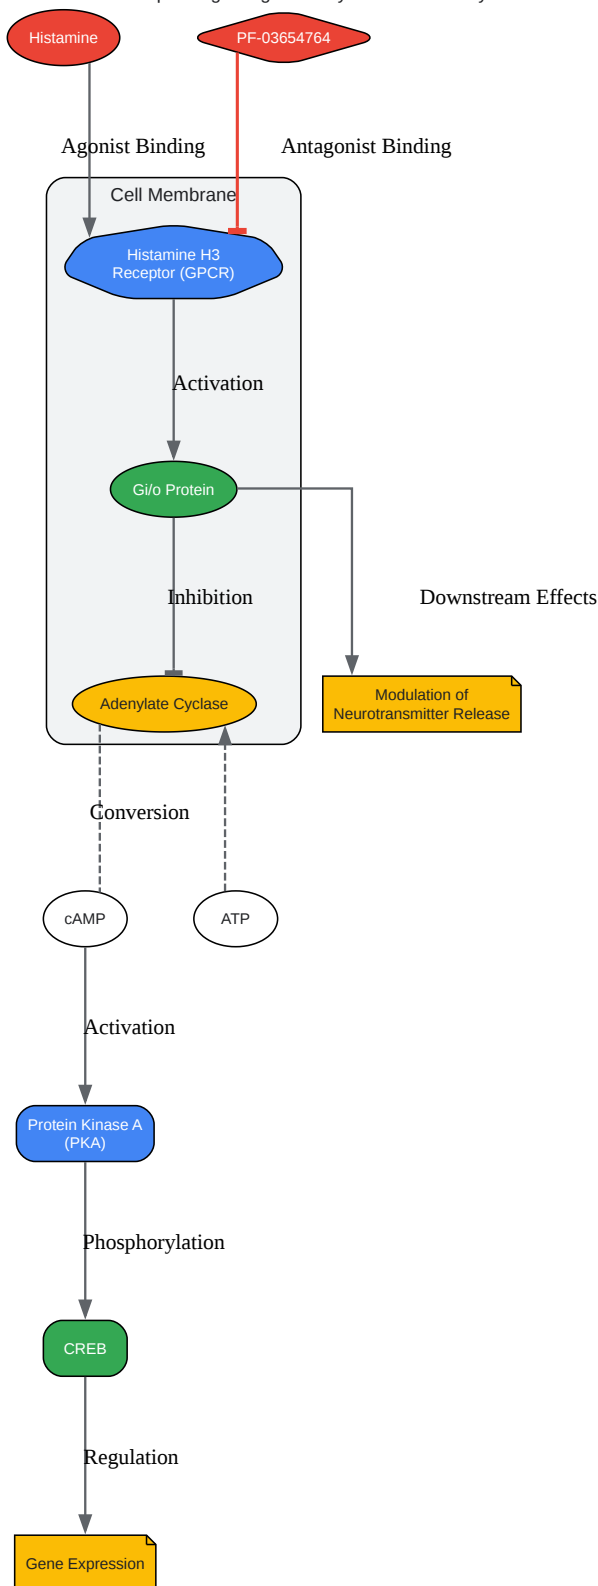 Histamine
PF-03654764
Agonist Binding
Antagonist Binding
Cell Membrane
Histamine H3
Receptor (GPCR)
Activation
Gi/o Protein
Inhibition
Downstream Effects
Adenylate Cyclase
Modulation of
Neurotransmitter Release
Conversion
cAMP
ATP
Activation
Protein Kinase A
(PKA)
Phosphorylation
CREB
Regulation
Gene Expression